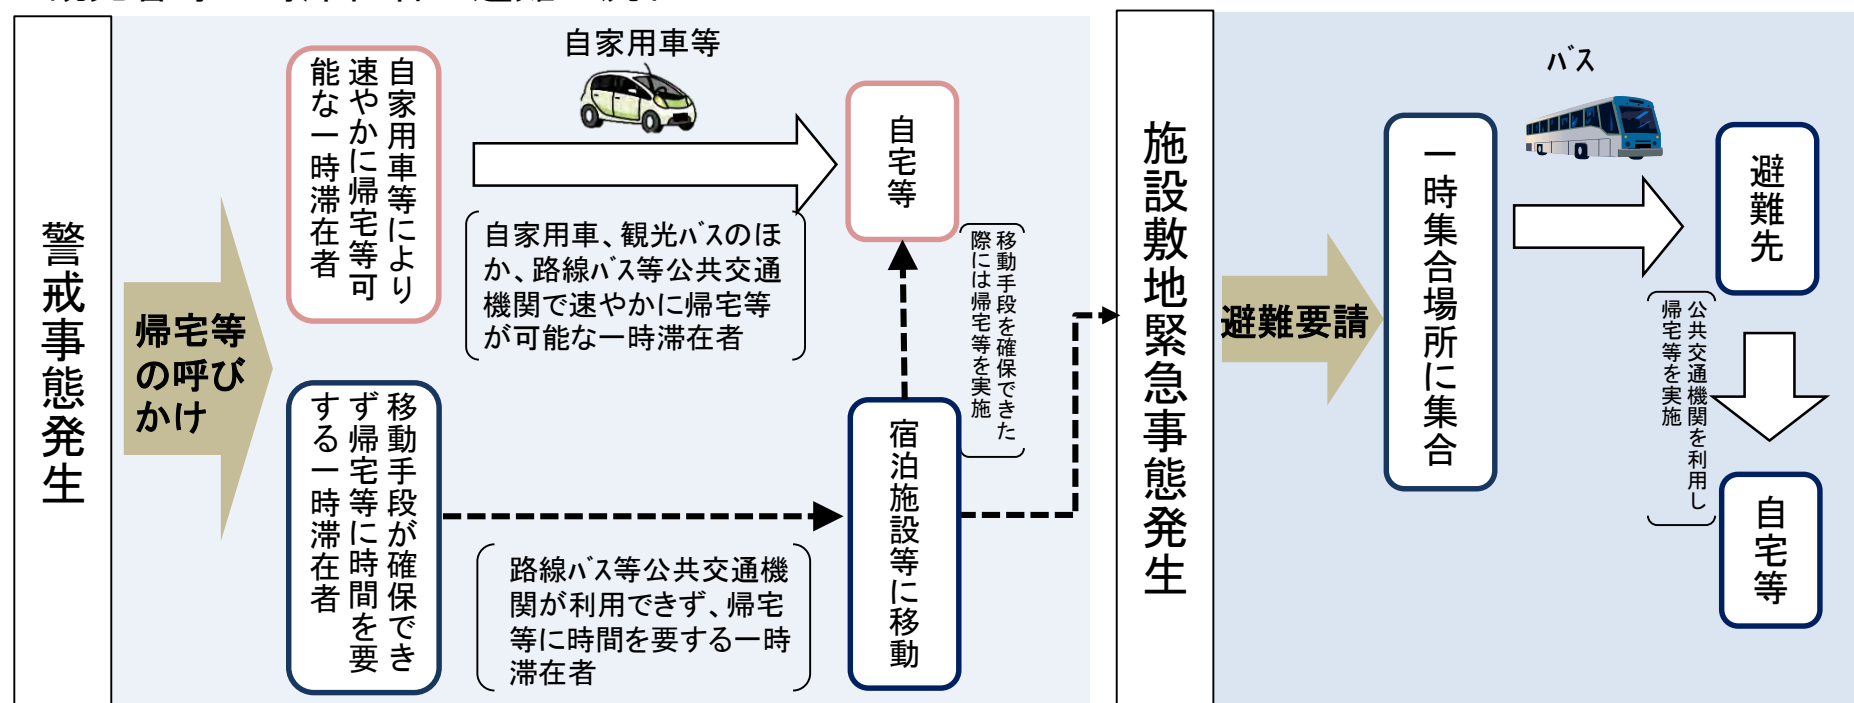 警戒事態発生
帰宅等
の呼び
かけ
自家用車等により
速やかに帰宅等可
能な一時滞在者
自家用車等
自宅等
自家用車、観光バスのほ
か、路線バス等公共交通
機関で速やかに帰宅等
が可能な一時滞在者
移動手段を確保できた
際には帰宅等を実施
移動手段が確保でき
ず帰宅等に時間を要
する一時滞在者
路線バス等公共交通機
関が利用できず、帰宅
等に時間を要する一時
滞在者
宿泊施設等に移動
施設敷地緊急事態発生
避難要請
一時集合場所に集合
バス
避難先
公共交通機関を利用し
帰宅等を実施
自宅等